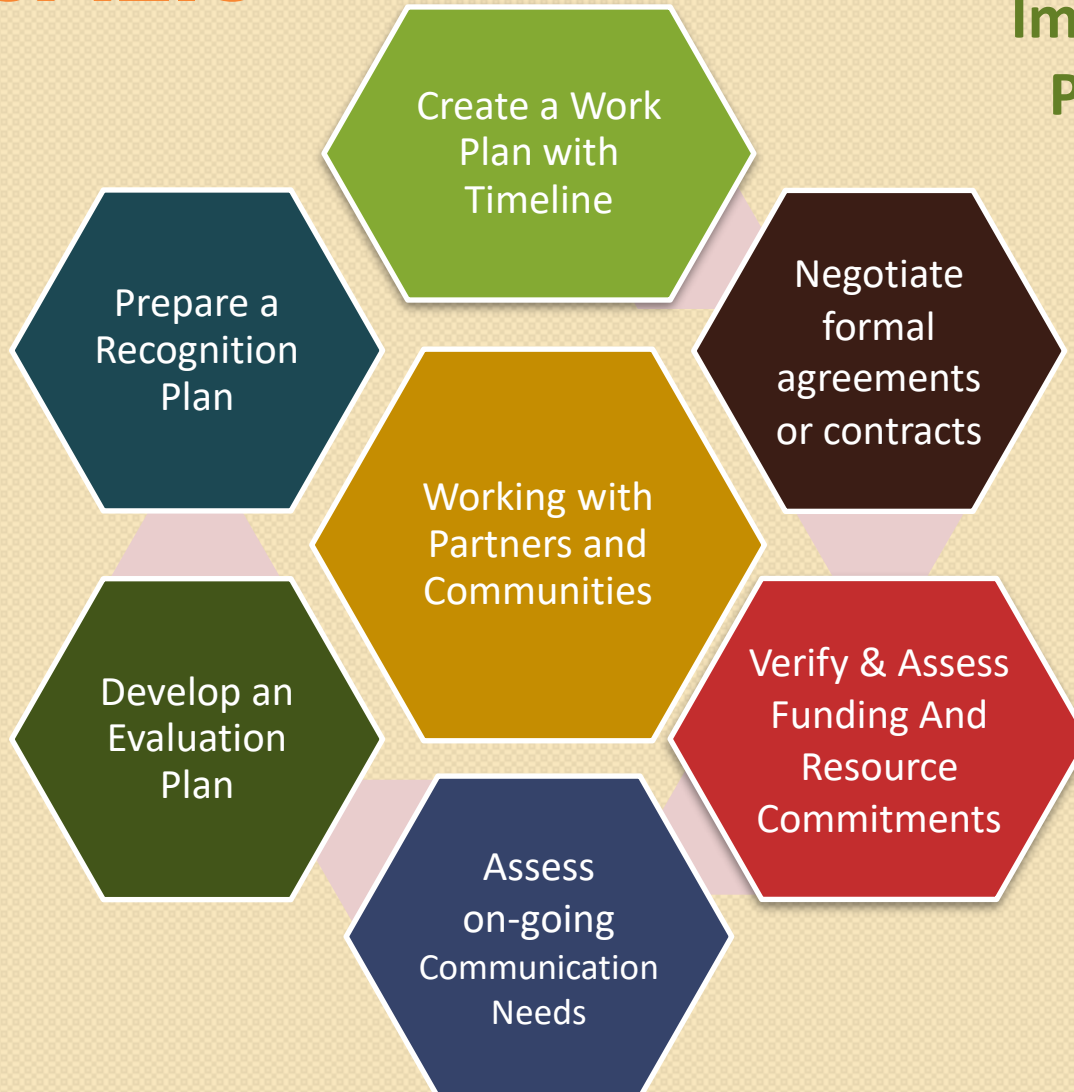 Create a Work
Plan with
Timeline
Negotiate
formal
agreements
or contracts
Verify & Assess
Funding And
Resource
Commitments
Assess
on-going
Communication
Needs
Develop an
Evaluation
Plan
Prepare a
Recognition
Plan
Working with
Partners and
Communities